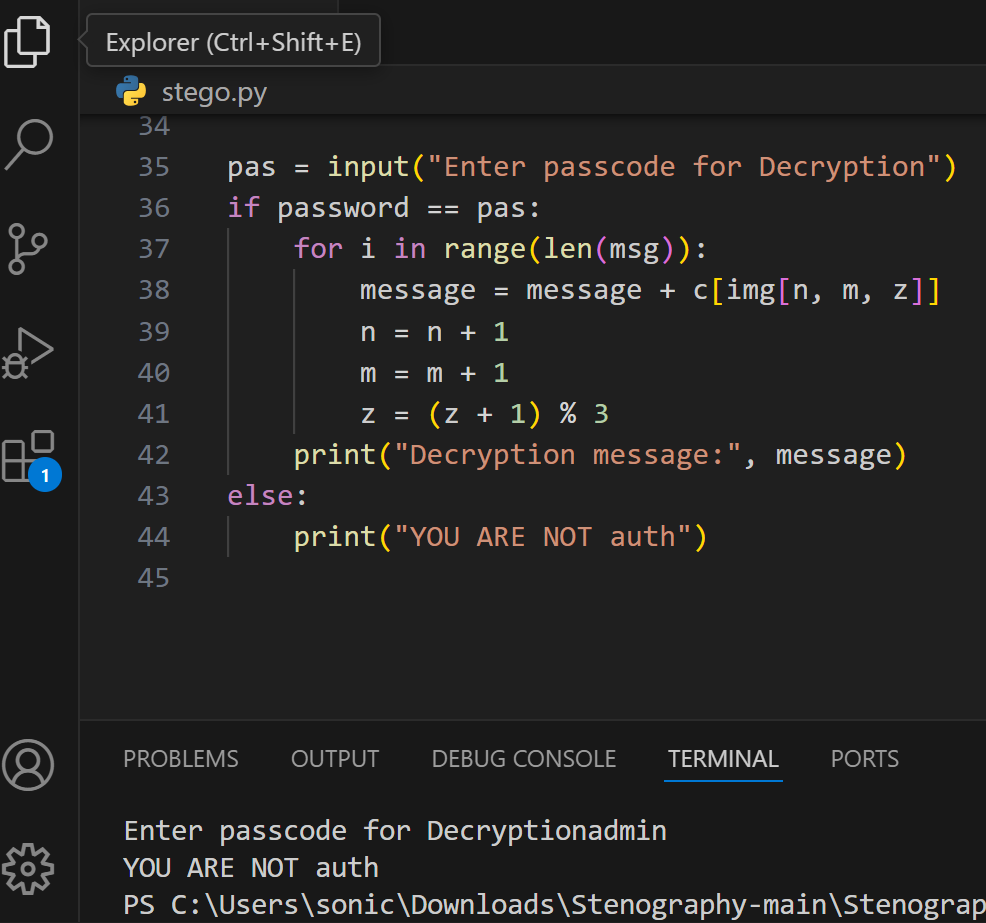 Explorer (Ctrl+Shift+E)
stego.py
34
35 pas = input("Enter passcode for Decryption")
36 if password == pas:
37     for i in range(len(msg)):
38         message = message + c[img[n, m, z]]
39         n = n + 1
40         m = m + 1
41         z = (z + 1) % 3
42     print("Decryption message:", message)
43 else:
44     print("YOU ARE NOT auth")
45
1
PROBLEMS OUTPUT DEBUG CONSOLE TERMINAL PORTS
Enter passcode for Decryptionadmin
YOU ARE NOT auth
PS C:\Users\sonic\Downloads\Stenography-main\Stenograp